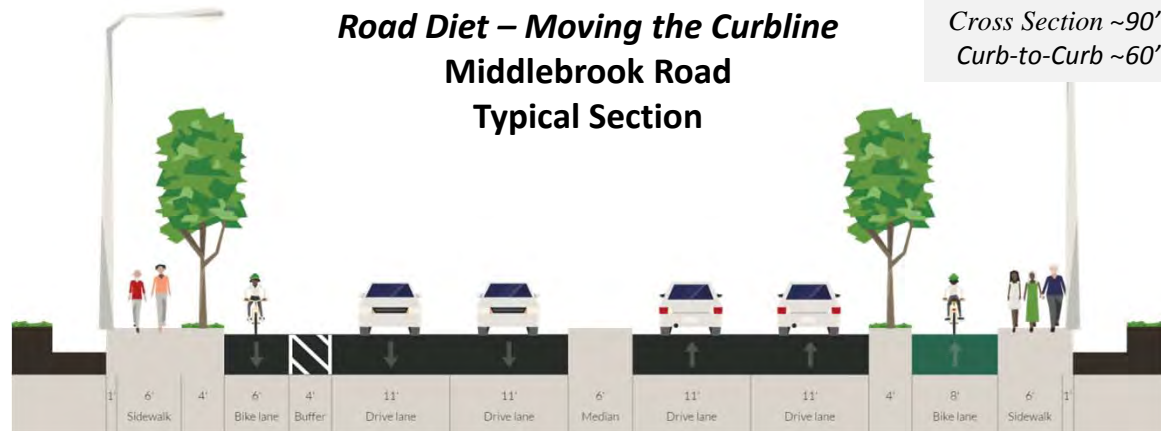 Road Diet – Moving the Curbline
Middlebrook Road
Typical Section
Cross Section ~90'
Curb-to-Curb ~60'
1' 6' 4' 6' 4' 11' 11' 6' 11' 11' 4' 8' 6' 1'
Sidewalk Bike lane Buffer Drive lane Drive lane Median Drive lane Drive lane Bike lane Sidewalk